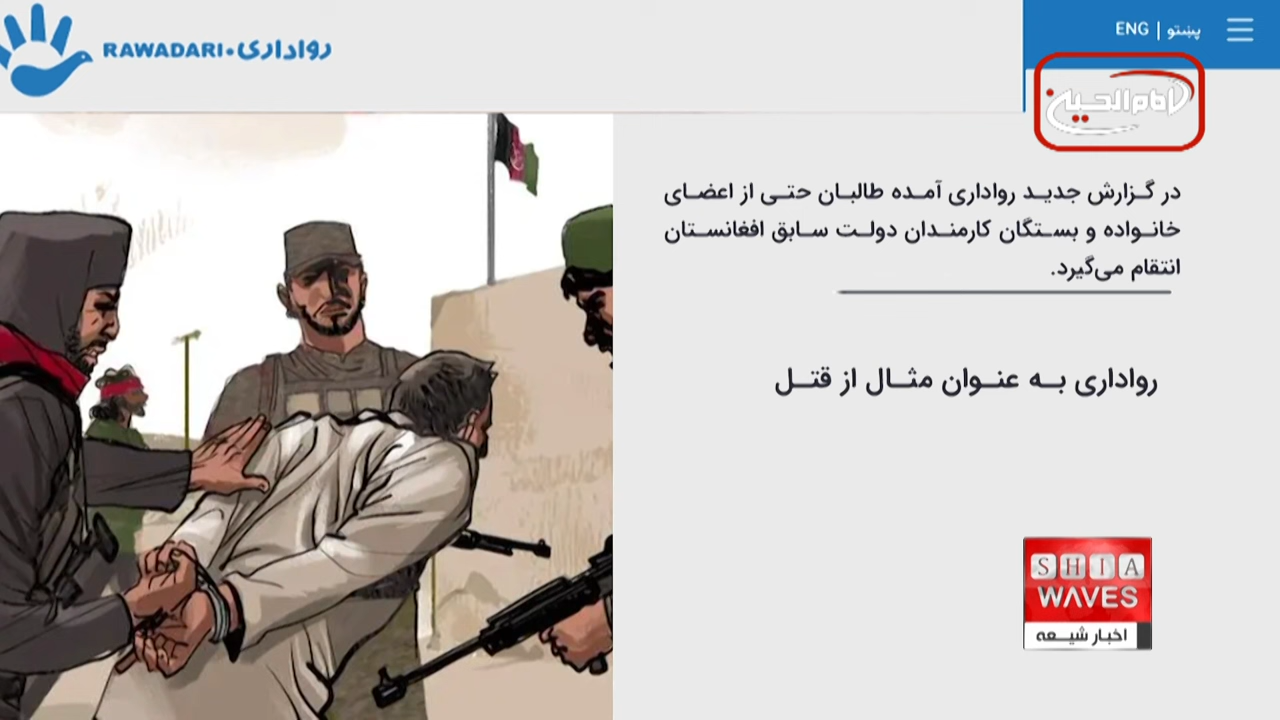 RAWADARI • رواداری
ENG | پښتو
امام الحسین
در گزارش جدید رواداری آمده طالبان حتی از اعضای
خانواده و بستگان کارمندان دولت سابق افغانستان
انتقام می‌گیرد.
رواداری به عنوان مثال از قتل
SHIA
WAVES
اخبار شیعه